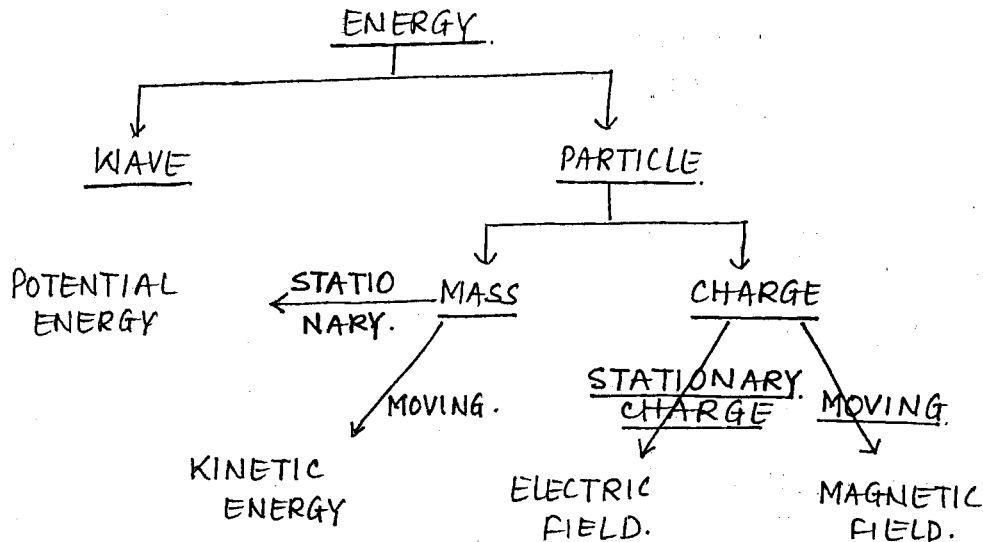 ENERGY.
WAVE
PARTICLE.
POTENTIAL
ENERGY
STATIO
NARY.
MASS
CHARGE
MOVING.
STATIONARY.
CHARGE
MOVING.
KINETIC
ENERGY
ELECTRIC
FIELD.
MAGNETIC
FIELD.